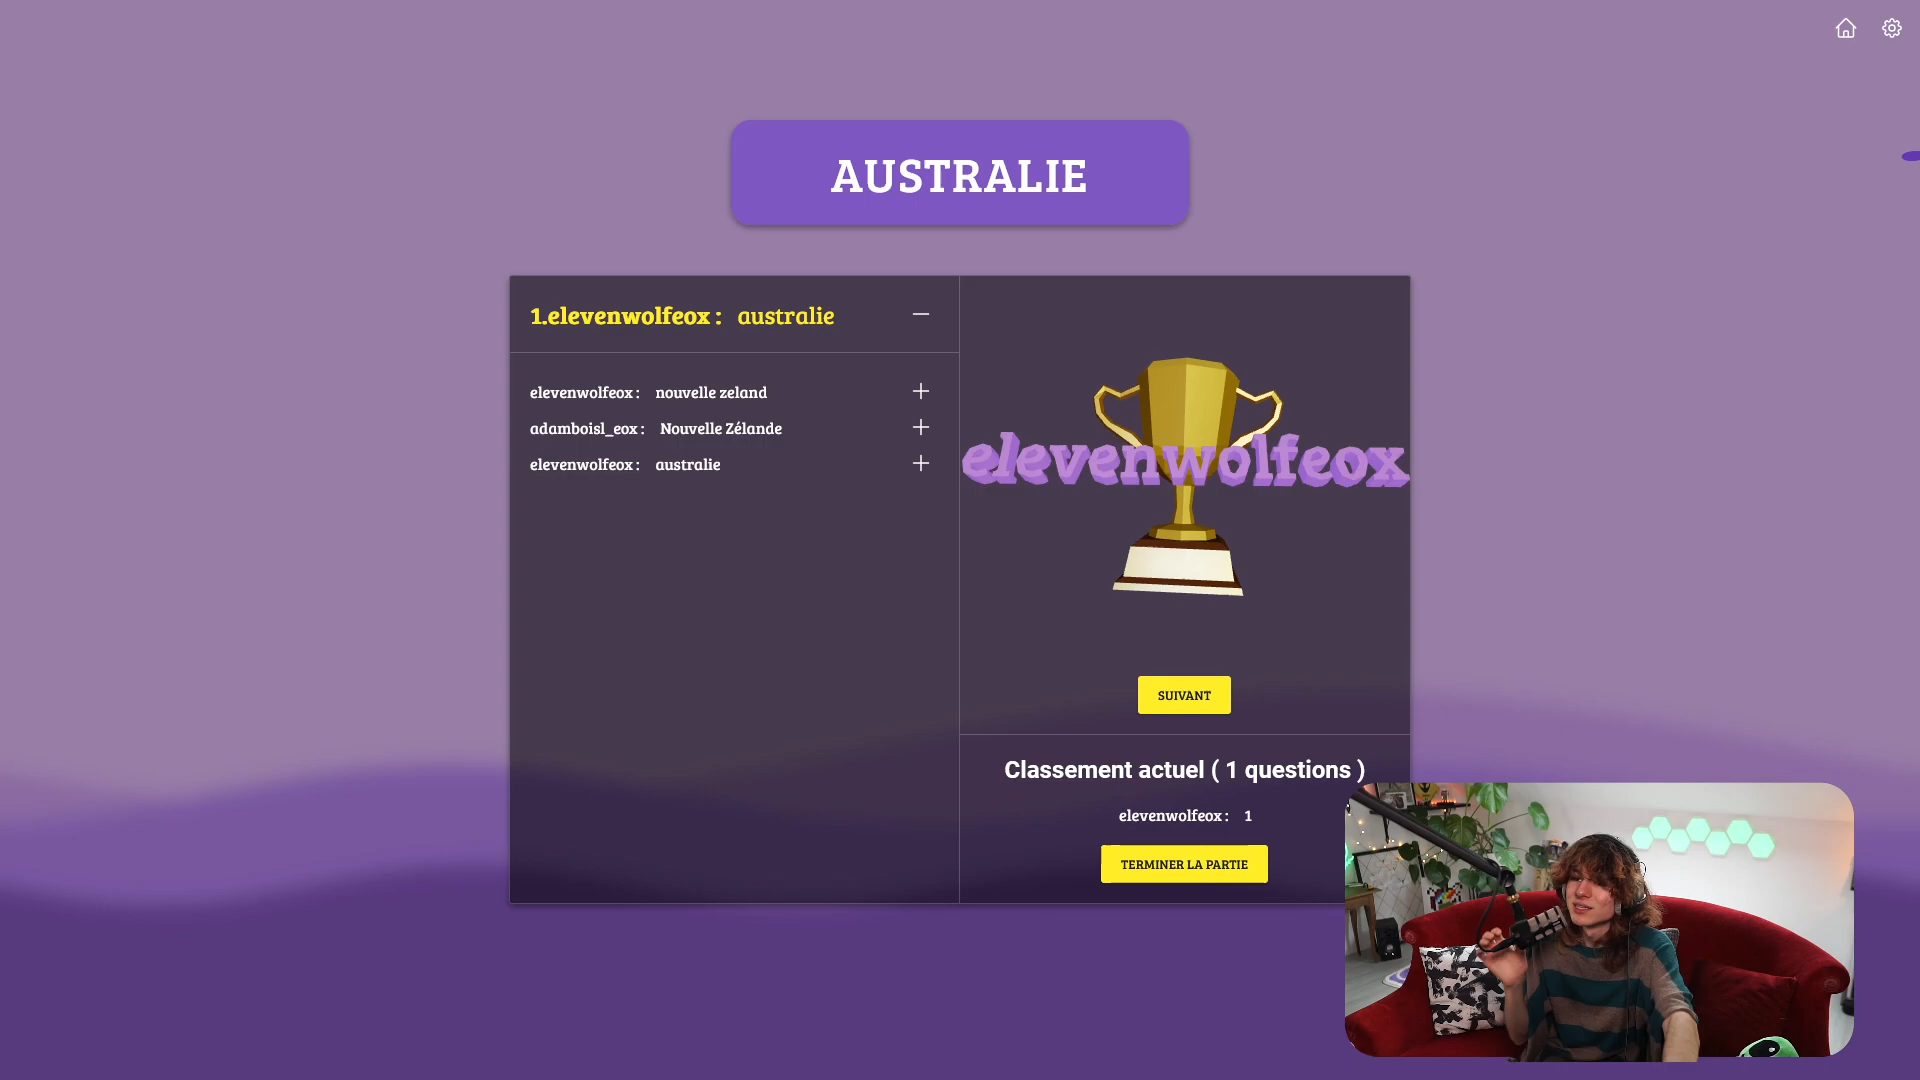 AUSTRALIE
1.elevenwolfeox : australie
elevenwolfeox : nouvelle zeland
adamboisl_eox : Nouvelle Zélande
elevenwolfeox : australie
elevenwolfeox
SUIVANT
Classement actuel ( 1 questions )
elevenwolfeox : 1
TERMINER LA PARTIE